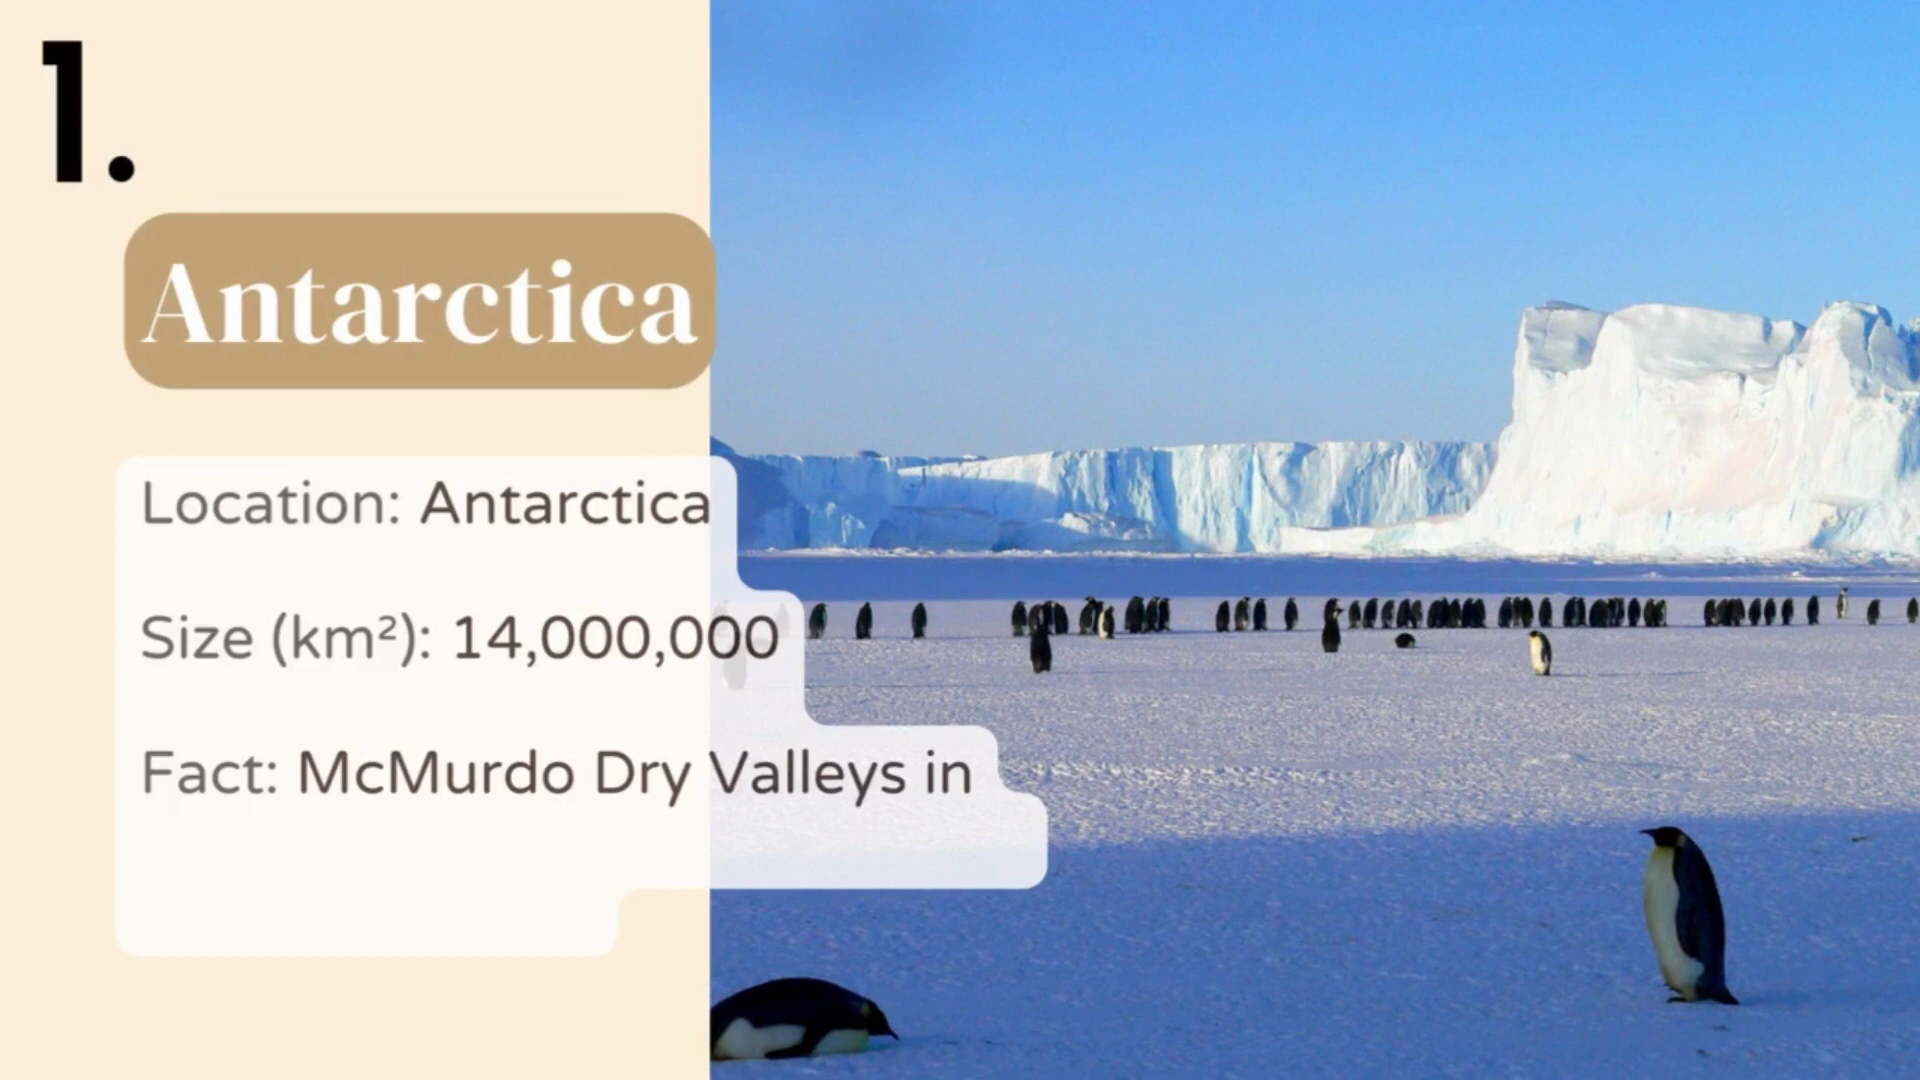 1.
Antarctica
Location: Antarctica
Size (km²): 14,000,000
Fact: McMurdo Dry Valleys in